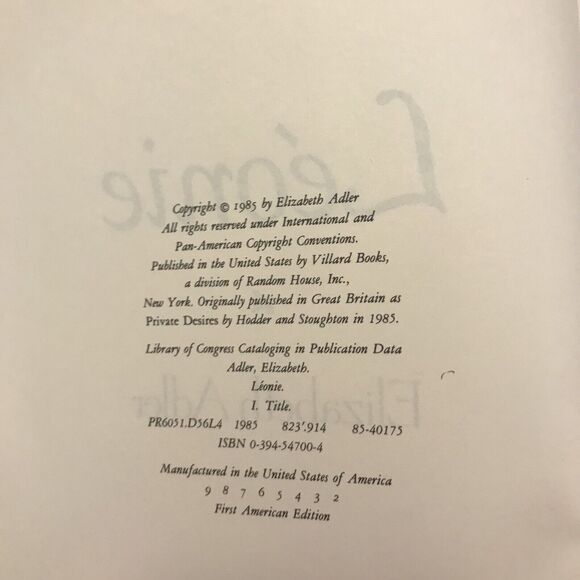 Léonie
Copyright © 1985 by Elizabeth Adler
All rights reserved under International and
Pan-American Copyright Conventions.
Published in the United States by Villard Books,
a division of Random House, Inc.,
New York. Originally published in Great Britain as
Private Desires by Hodder and Stoughton in 1985.
Library of Congress Cataloging in Publication Data
Adler, Elizabeth.
Léonie.
I. Title.
Elizabeth Adler
PR6051.D56L4 1985 823'.914 85-40175
ISBN 0-394-54700-4
Manufactured in the United States of America
9 8 7 6 5 4 3 2
First American Edition